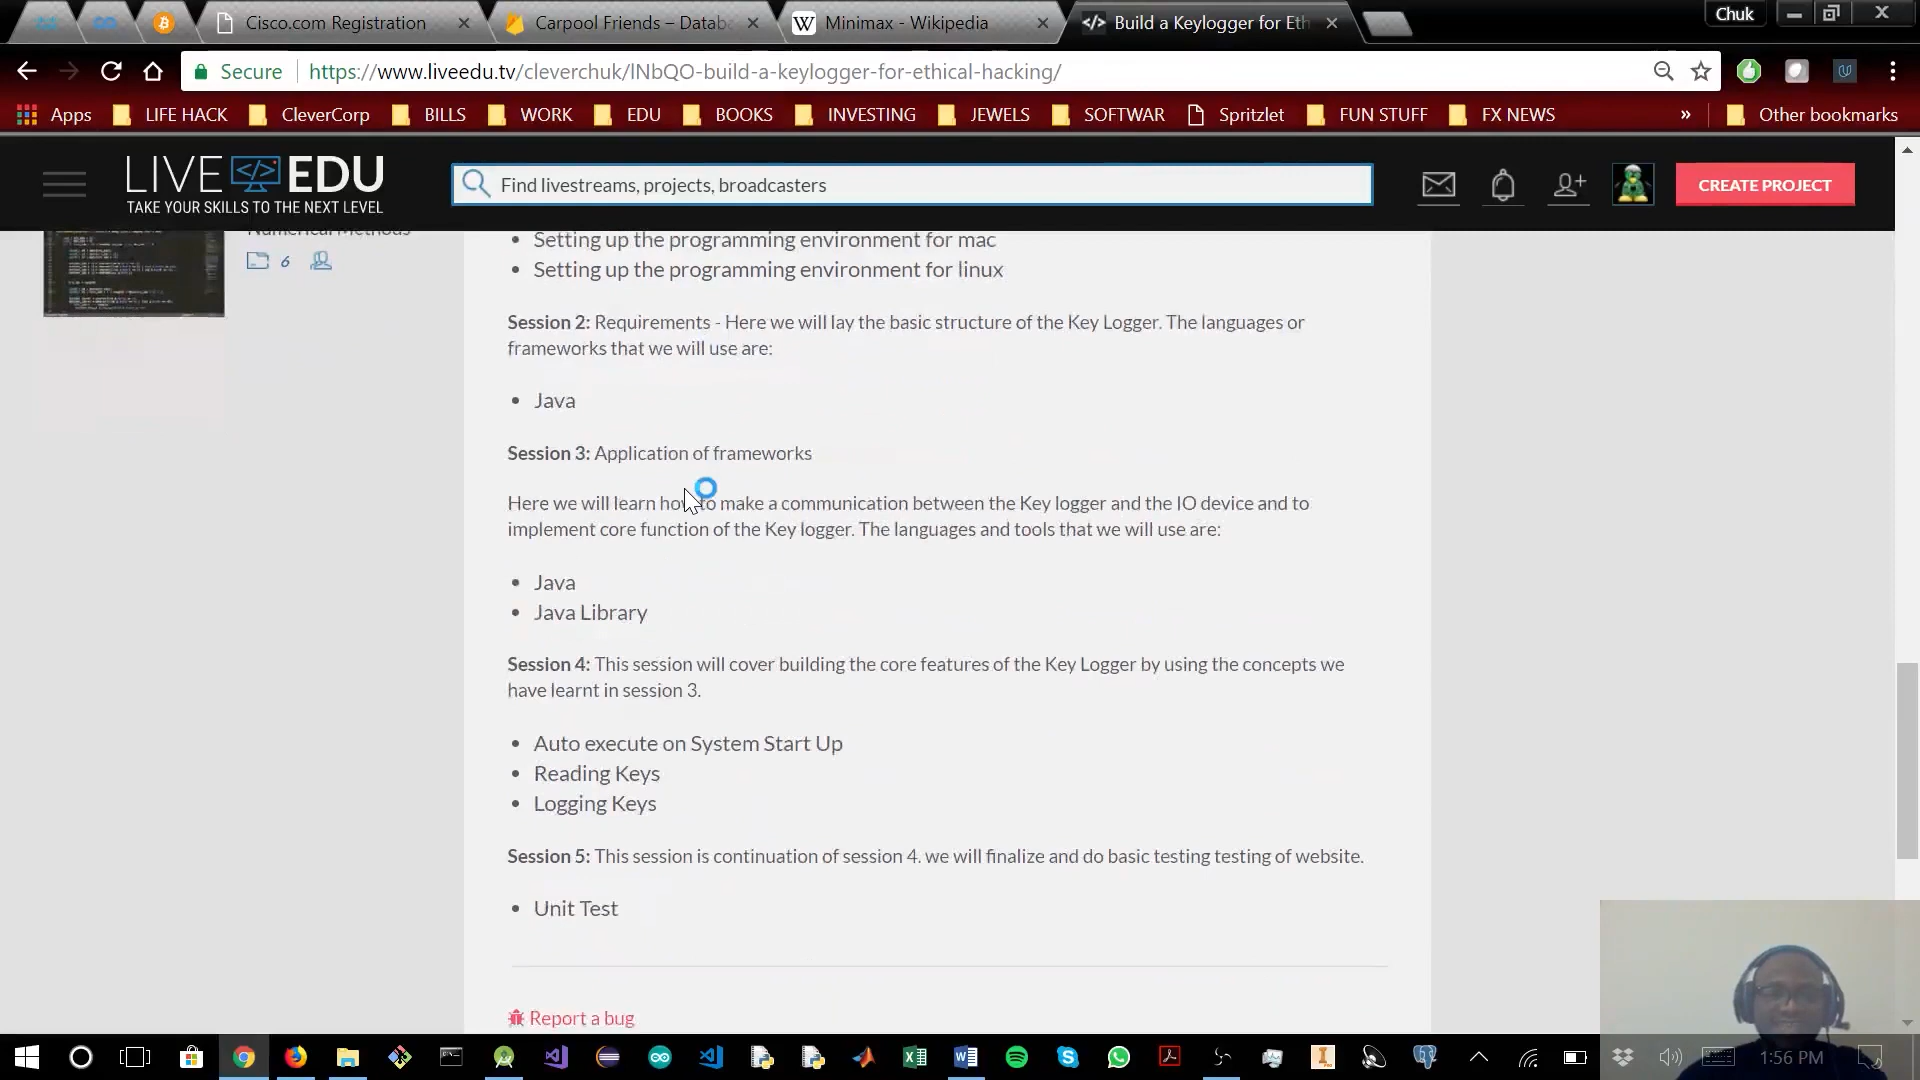 Cisco.com Registration
Carpool Friends – Datab
Minimax - Wikipedia
Build a Keylogger for Eth
Chuk
Secure
https://www.liveedu.tv/cleverchuk/lNbQO-build-a-keylogger-for-ethical-hacking/
Apps
LIFE HACK
CleverCorp
BILLS
WORK
EDU
BOOKS
INVESTING
JEWELS
SOFTWAR
Spritzlet
FUN STUFF
FX NEWS
»
Other bookmarks
LIVE </> EDU
TAKE YOUR SKILLS TO THE NEXT LEVEL
Find livestreams, projects, broadcasters
CREATE PROJECT
Numerical Methods
6
• Setting up the programming environment for mac
• Setting up the programming environment for linux
Session 2: Requirements - Here we will lay the basic structure of the Key Logger. The languages or
frameworks that we will use are:
• Java
Session 3: Application of frameworks
Here we will learn how to make a communication between the Key logger and the IO device and to
implement core function of the Key logger. The languages and tools that we will use are:
• Java
• Java Library
Session 4: This session will cover building the core features of the Key Logger by using the concepts we
have learnt in session 3.
• Auto execute on System Start Up
• Reading Keys
• Logging Keys
Session 5: This session is continuation of session 4. we will finalize and do basic testing testing of website.
• Unit Test
Report a bug
1:56 PM